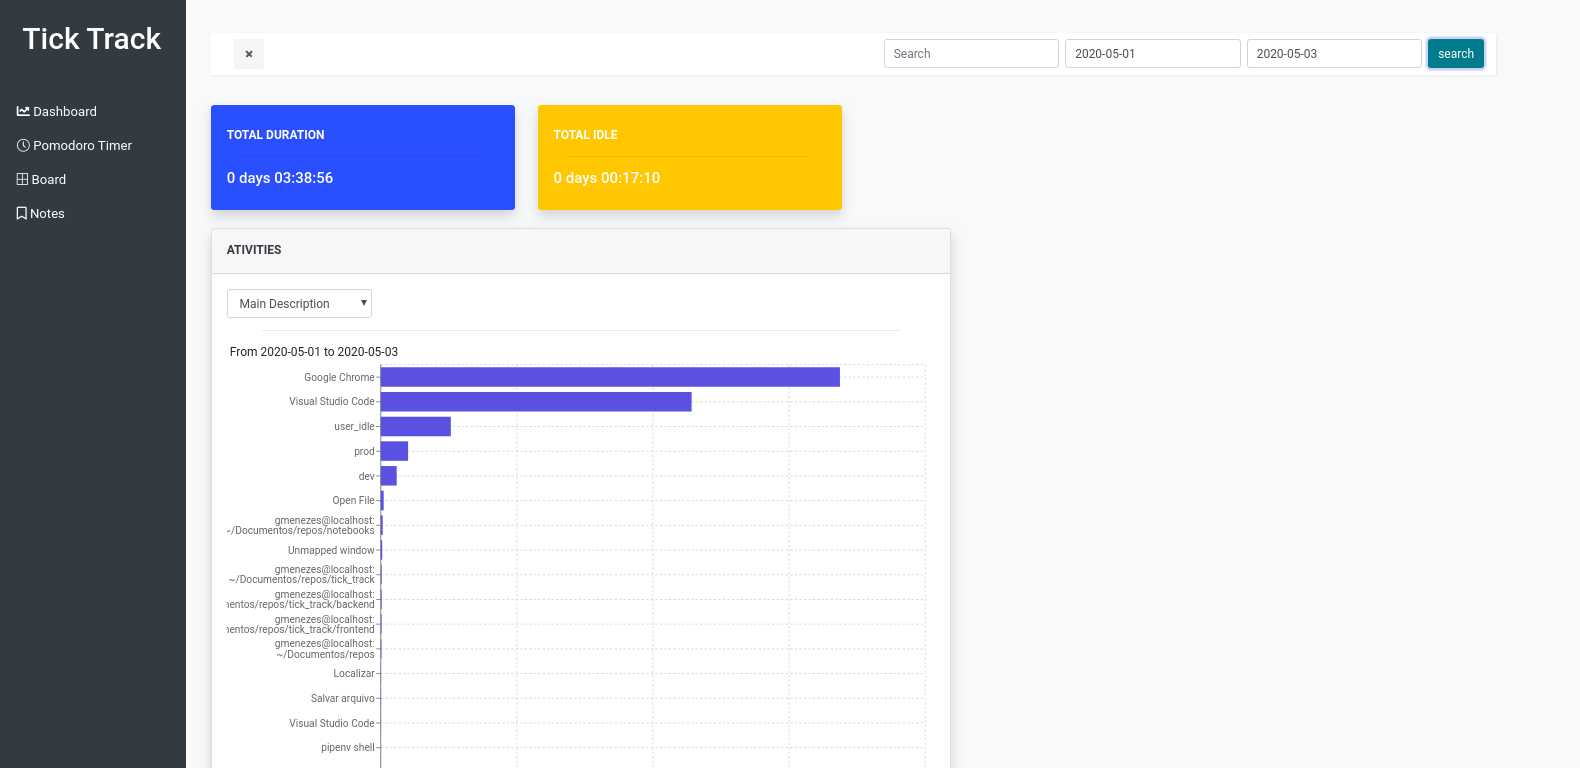 Tick Track
Dashboard
Pomodoro Timer
Board
Notes
×
Search
2020-05-01
2020-05-03
search
TOTAL DURATION
0 days 03:38:56
TOTAL IDLE
0 days 00:17:10
ATIVITIES
Main Description
From 2020-05-01 to 2020-05-03
Google Chrome
Visual Studio Code
user_idle
prod
dev
Open File
gmenezes@localhost:
~/Documentos/repos/notebooks
Unmapped window
gmenezes@localhost:
~/Documentos/repos/tick_track
gmenezes@localhost:
mentos/repos/tick_track/backend
gmenezes@localhost:
mentos/repos/tick_track/frontend
gmenezes@localhost:
~/Documentos/repos
Localizar
Salvar arquivo
Visual Studio Code
pipenv shell